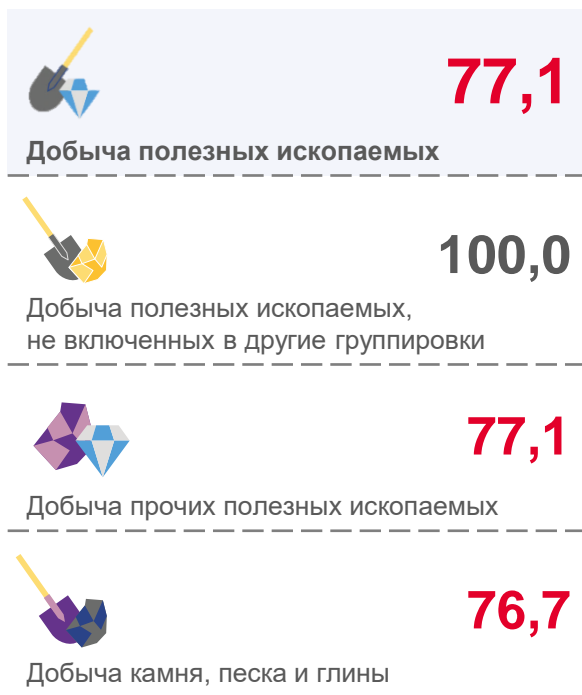 77,1
Добыча полезных ископаемых
100,0
Добыча полезных ископаемых,
не включенных в другие группировки
77,1
Добыча прочих полезных ископаемых
76,7
Добыча камня, песка и глины